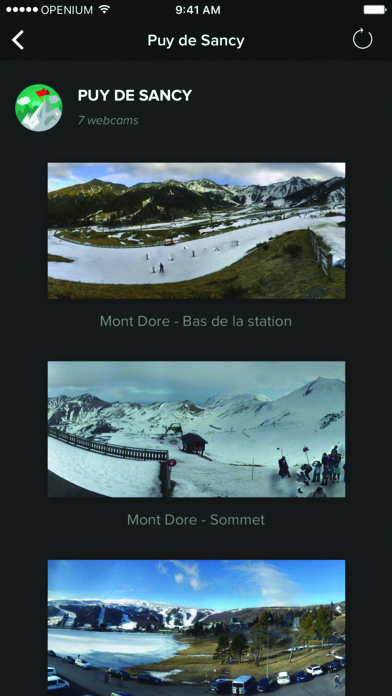 OPENIUM 9:41 AM
Puy de Sancy
PUY DE SANCY
7 webcams
Mont Dore - Bas de la station
Mont Dore - Sommet